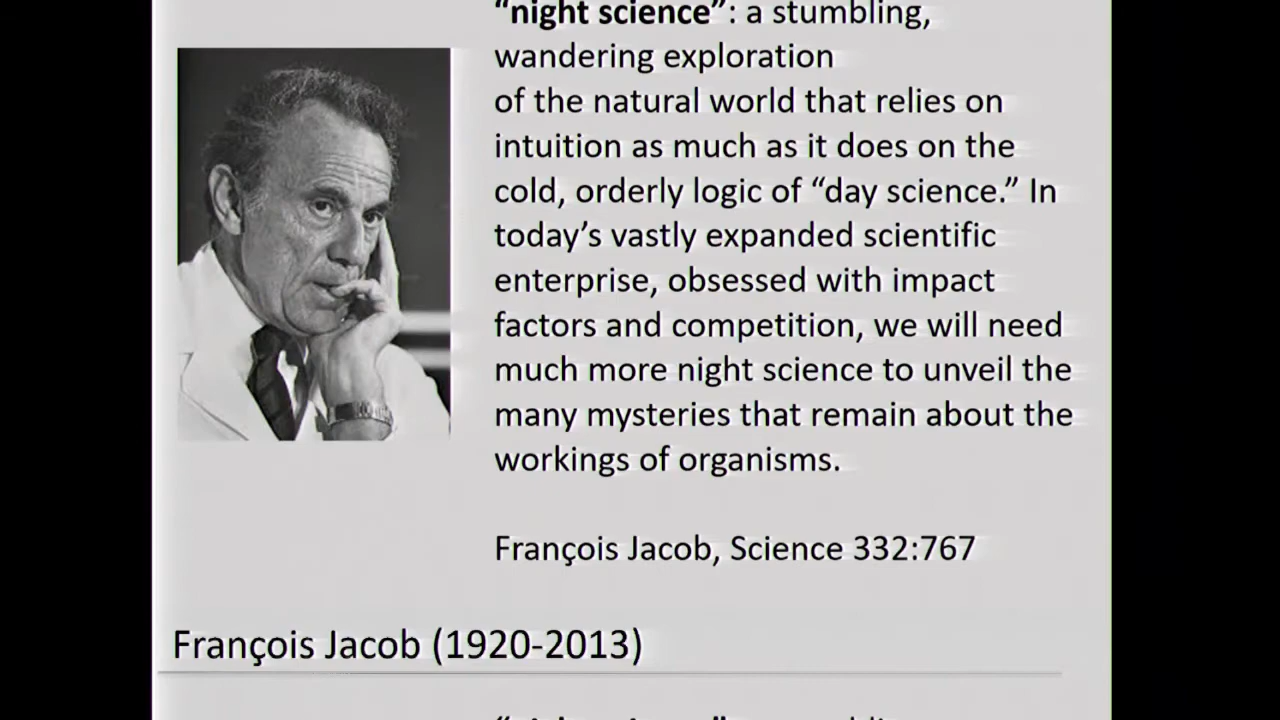 “night science”: a stumbling,
wandering exploration
of the natural world that relies on
intuition as much as it does on the
cold, orderly logic of “day science.” In
today’s vastly expanded scientific
enterprise, obsessed with impact
factors and competition, we will need
much more night science to unveil the
many mysteries that remain about the
workings of organisms.
François Jacob, Science 332:767
François Jacob (1920-2013)